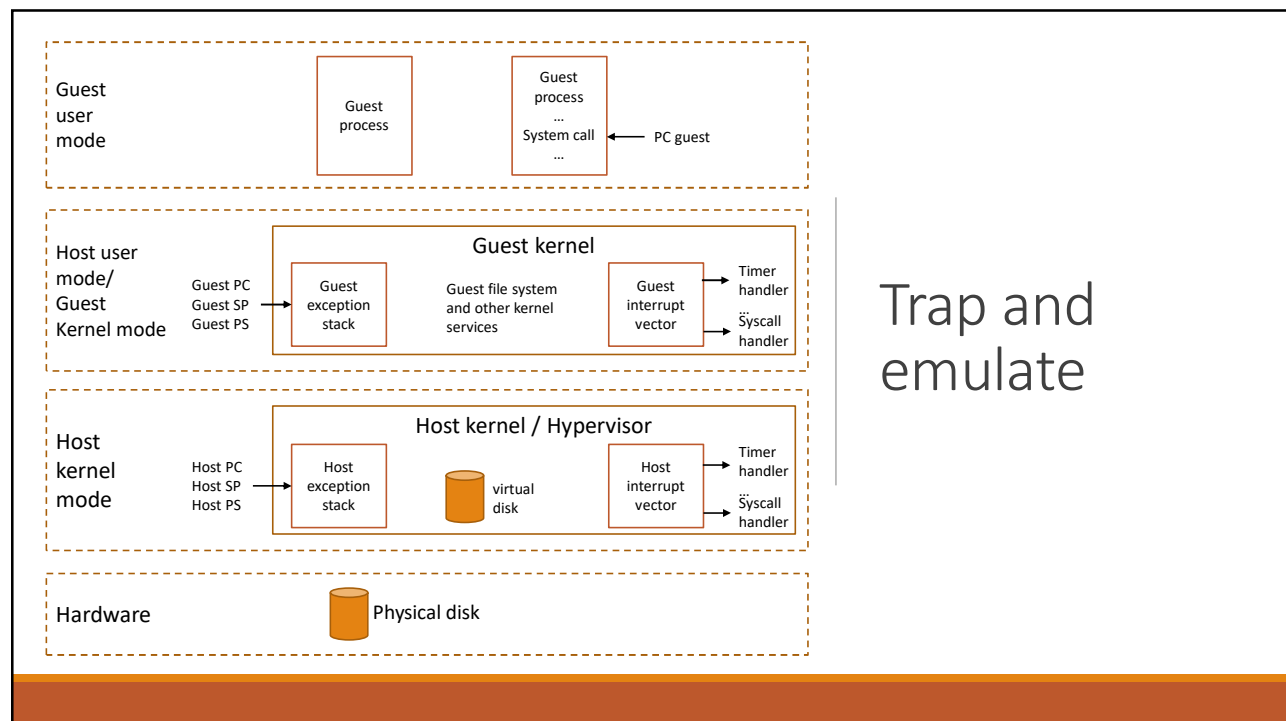 Guest
user
mode
Guest
process
Guest
process
…
System call
…
PC guest
Host user
mode/
Guest
Kernel mode
Guest PC
Guest SP
Guest PS
Guest kernel
Guest
exception
stack
Guest file system
and other kernel
services
Guest
interrupt
vector
Timer
handler
…
Syscall
handler
Host
kernel
mode
Host PC
Host SP
Host PS
Host kernel / Hypervisor
Host
exception
stack
virtual
disk
Host
interrupt
vector
Timer
handler
…
Syscall
handler
Hardware
Physical disk
Trap and
emulate